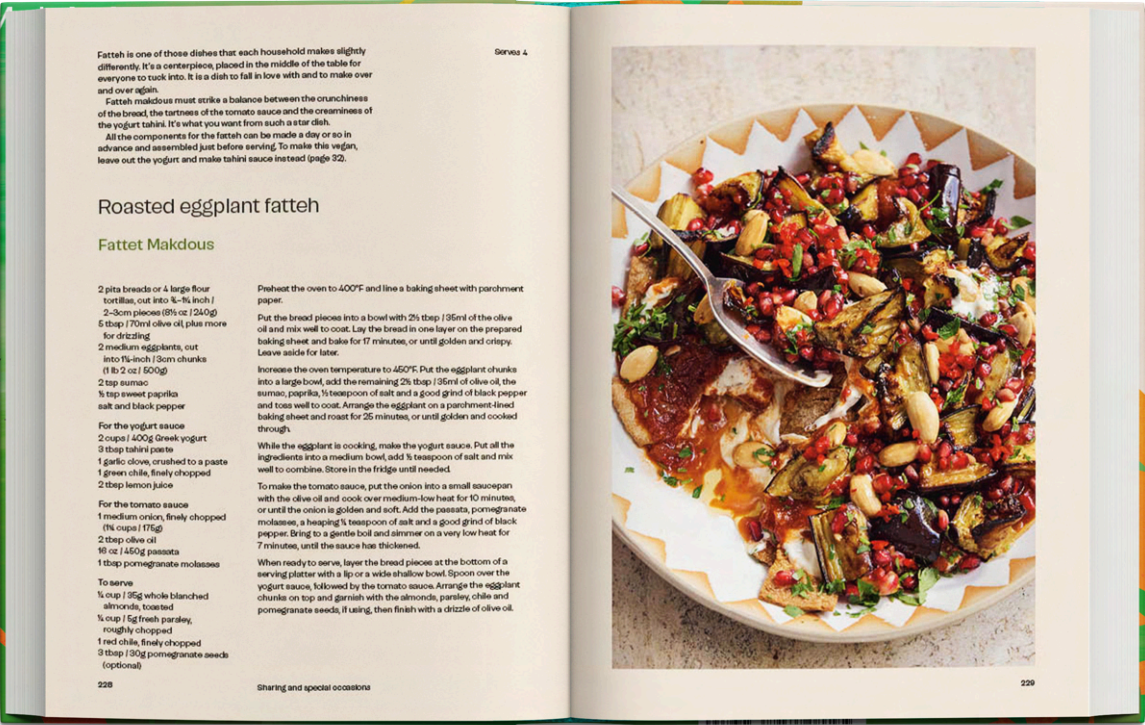 Fatteh is one of those dishes that each household makes slightly
differently. It's a centerpiece, placed in the middle of the table for
everyone to tuck into. It is a dish to fall in love with and to make over
and over again.
Fatteh makdous must strike a balance between the crunchiness
of the bread, the tartness of the tomato sauce and the creaminess of
the yogurt tahini. It's what you want from such a star dish.
All the components for the fatteh can be made a day or so in
advance and assembled just before serving. To make this vegan,
leave out the yogurt and make tahini sauce instead (page 32).
Serves 4
Roasted eggplant fatteh
Fattet Makdous
2 pita breads or 4 large flour
tortillas, cut into ¾–1¼ inch /
2–3cm pieces (8½ oz / 240g)
5 tbsp / 70ml olive oil, plus more
for drizzling
2 medium eggplants, cut
into 1¼-inch / 3cm chunks
(1 lb 2 oz / 500g)
2 tsp sumac
½ tsp sweet paprika
salt and black pepper
For the yogurt sauce
2 cups / 400g Greek yogurt
3 tbsp tahini paste
1 garlic clove, crushed to a paste
1 green chile, finely chopped
2 tbsp lemon juice
For the tomato sauce
1 medium onion, finely chopped
(1¼ cups / 175g)
2 tbsp olive oil
16 oz / 450g passata
1 tbsp pomegranate molasses
To serve
¼ cup / 35g whole blanched
almonds, toasted
¼ cup / 5g fresh parsley,
roughly chopped
1 red chile, finely chopped
3 tbsp / 30g pomegranate seeds
(optional)
Preheat the oven to 400°F and line a baking sheet with parchment
paper.
Put the bread pieces into a bowl with 2½ tbsp / 35ml of the olive
oil and mix well to coat. Lay the bread in one layer on the prepared
baking sheet and bake for 17 minutes, or until golden and crispy.
Leave aside for later.
Increase the oven temperature to 450°F. Put the eggplant chunks
into a large bowl, add the remaining 2½ tbsp / 35ml of olive oil, the
sumac, paprika, ½ teaspoon of salt and a good grind of black pepper
and toss well to coat. Arrange the eggplant on a parchment-lined
baking sheet and roast for 25 minutes, or until golden and cooked
through.
While the eggplant is cooking, make the yogurt sauce. Put all the
ingredients into a medium bowl, add ½ teaspoon of salt and mix
well to combine. Store in the fridge until needed.
To make the tomato sauce, put the onion into a small saucepan
with the olive oil and cook over medium-low heat for 10 minutes,
or until the onion is golden and soft. Add the passata, pomegranate
molasses, a heaping ¼ teaspoon of salt and a good grind of black
pepper. Bring to a gentle boil and simmer on a very low heat for
7 minutes, until the sauce has thickened.
When ready to serve, layer the bread pieces at the bottom of a
serving platter with a lip or a wide shallow bowl. Spoon over the
yogurt sauce, followed by the tomato sauce. Arrange the eggplant
chunks on top and garnish with the almonds, parsley, chile and
pomegranate seeds, if using, then finish with a drizzle of olive oil.
228
Sharing and special occasions
229